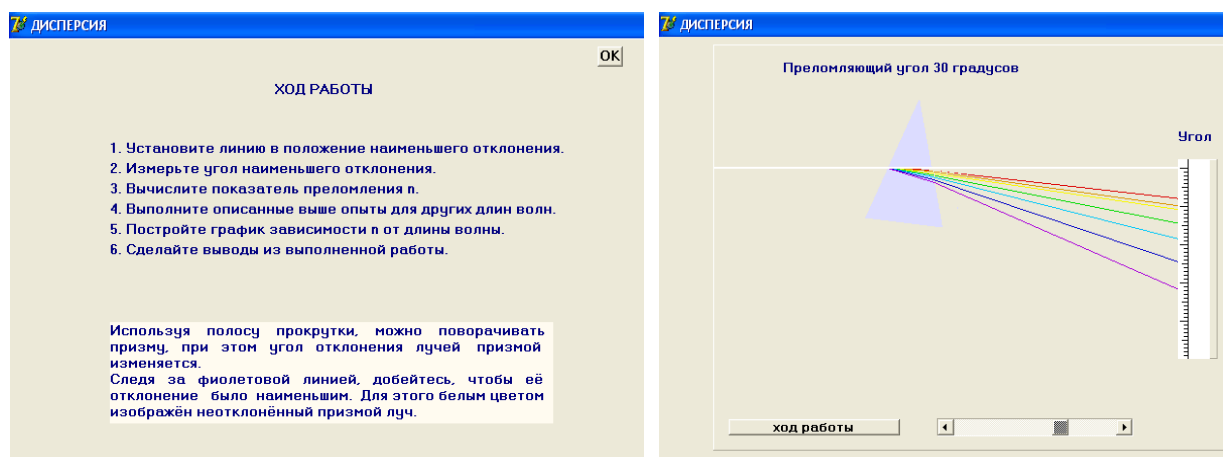 ДИСПЕРСИЯ
OK
ХОД РАБОТЫ
1. Установите линию в положение наименьшего отклонения.
2. Измерьте угол наименьшего отклонения.
3. Вычислите показатель преломления n.
4. Выполните описанные выше опыты для других длин волн.
5. Постройте график зависимости n от длины волны.
6. Сделайте выводы из выполненной работы.
Используя полосу прокрутки, можно поворачивать
призму, при этом угол отклонения лучей призмой
изменяется.
Следя за фиолетовой линией, добейтесь, чтобы её
отклонение было наименьшим. Для этого белым цветом
изображён неотклонённый призмой луч.
ДИСПЕРСИЯ
Преломляющий угол 30 градусов
Угол
ход работы